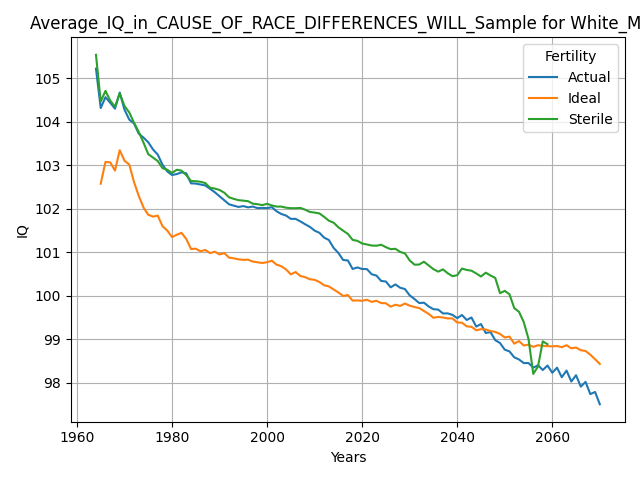 Average_IQ_in_CAUSE_OF_RACE_DIFFERENCES_WILL_Sample for White_M
Fertility
Actual
Ideal
Sterile
105
104
103
102
101
100
99
98
IQ
1960
1980
2000
2020
2040
2060
Years